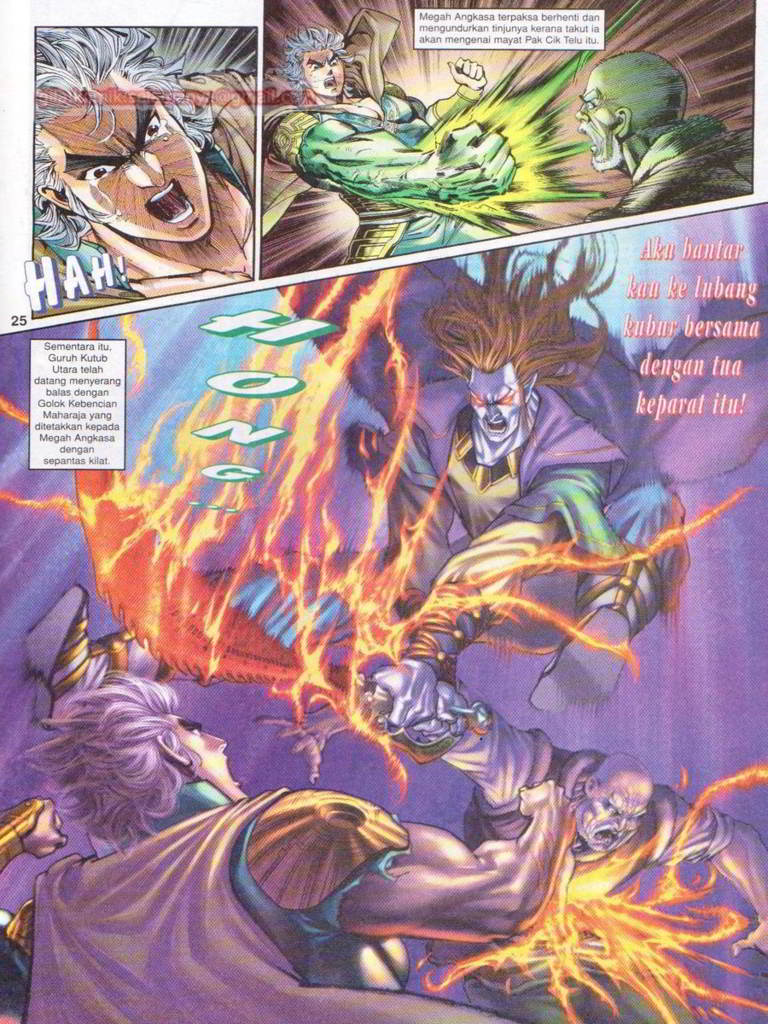 Megah Angkasa terpaksa berhenti dan
mengundurkan tinjunya kerana takut ia
akan mengenai mayat Pak Cik Telu itu.
HAH!
25
Sementara itu,
Guruh Kutub
Utara telah
datang menyerang
balas dengan
Golok Kebencian
Maharaja yang
ditetakkan kepada
Megah Angkasa
dengan
sepantas kilat.
HONG...
Aku hantar
kau ke lubang
kubur bersama
dengan tua
keparat itu!